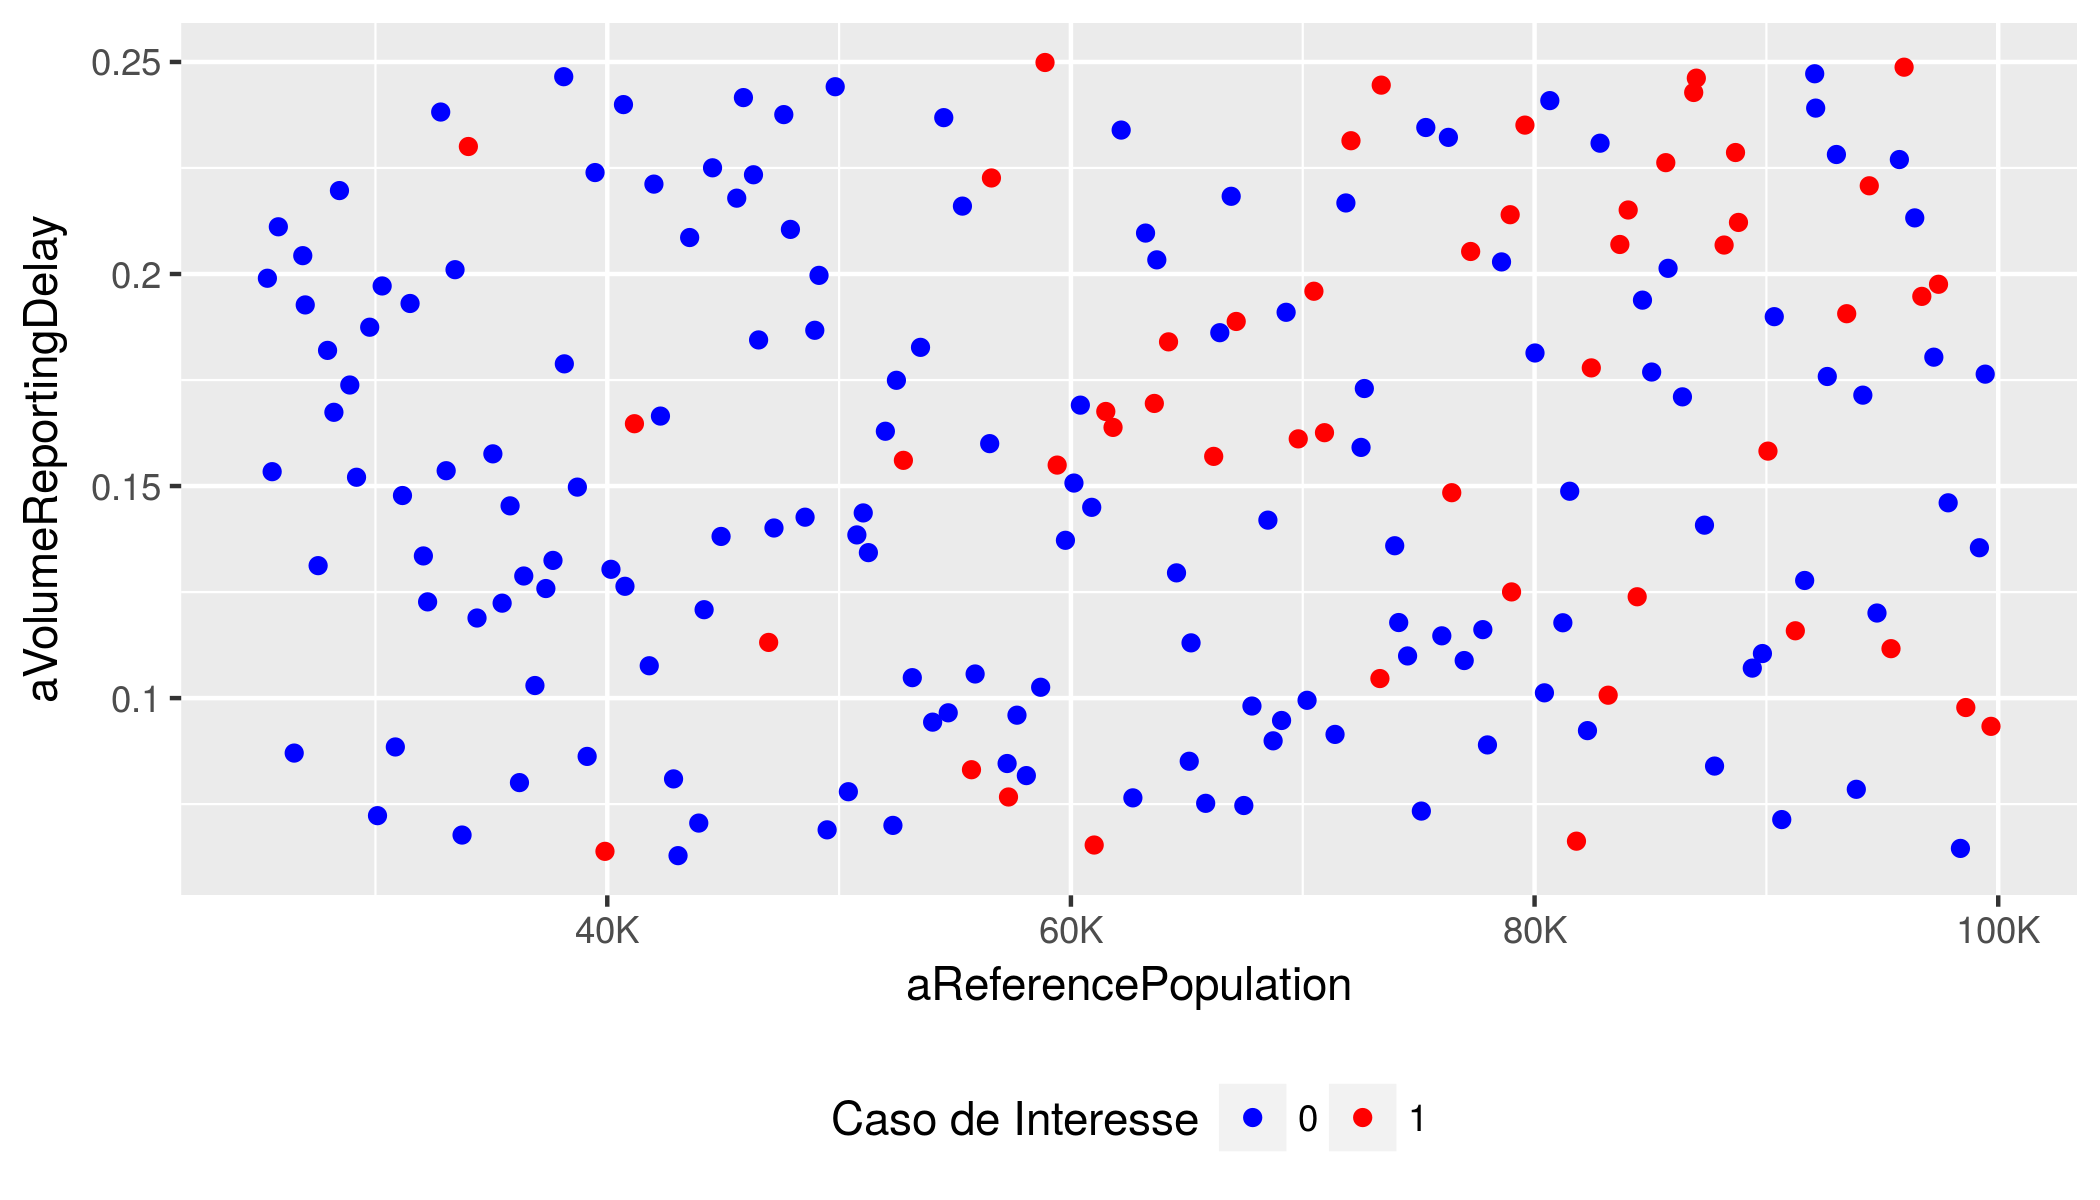 aVolumeReportingDelay
0.25
0.2
0.15
0.1
40K 60K 80K 100K
aReferencePopulation
Caso de Interesse 0 1